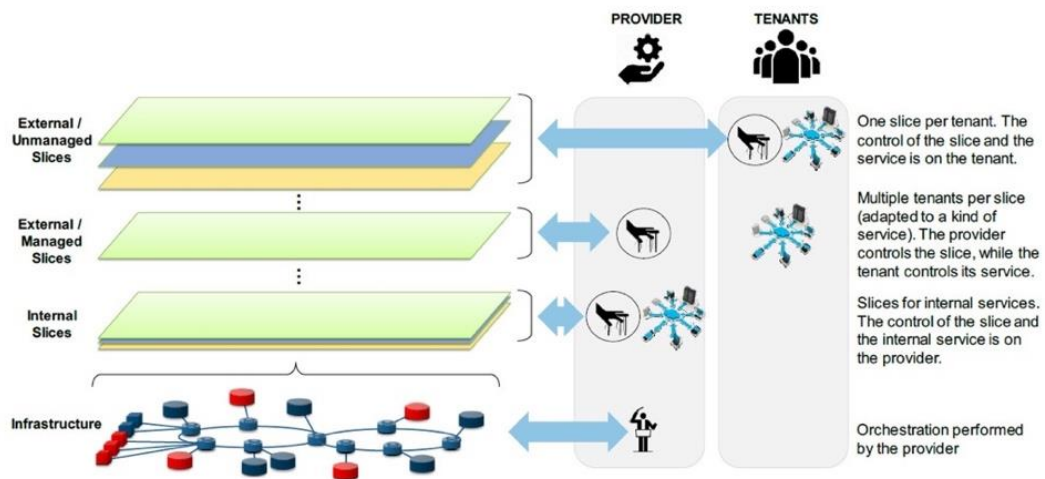 PROVIDER
TENANTS
External /
Unmanaged
Slices
One slice per tenant. The
control of the slice and the
service is on the tenant.
External /
Managed
Slices
Multiple tenants per slice
(adapted to a kind of
service). The provider
controls the slice, while the
tenant controls its service.
Internal
Slices
Slices for internal services.
The control of the slice and
the internal service is on
the provider.
Infrastructure
Orchestration performed
by the provider